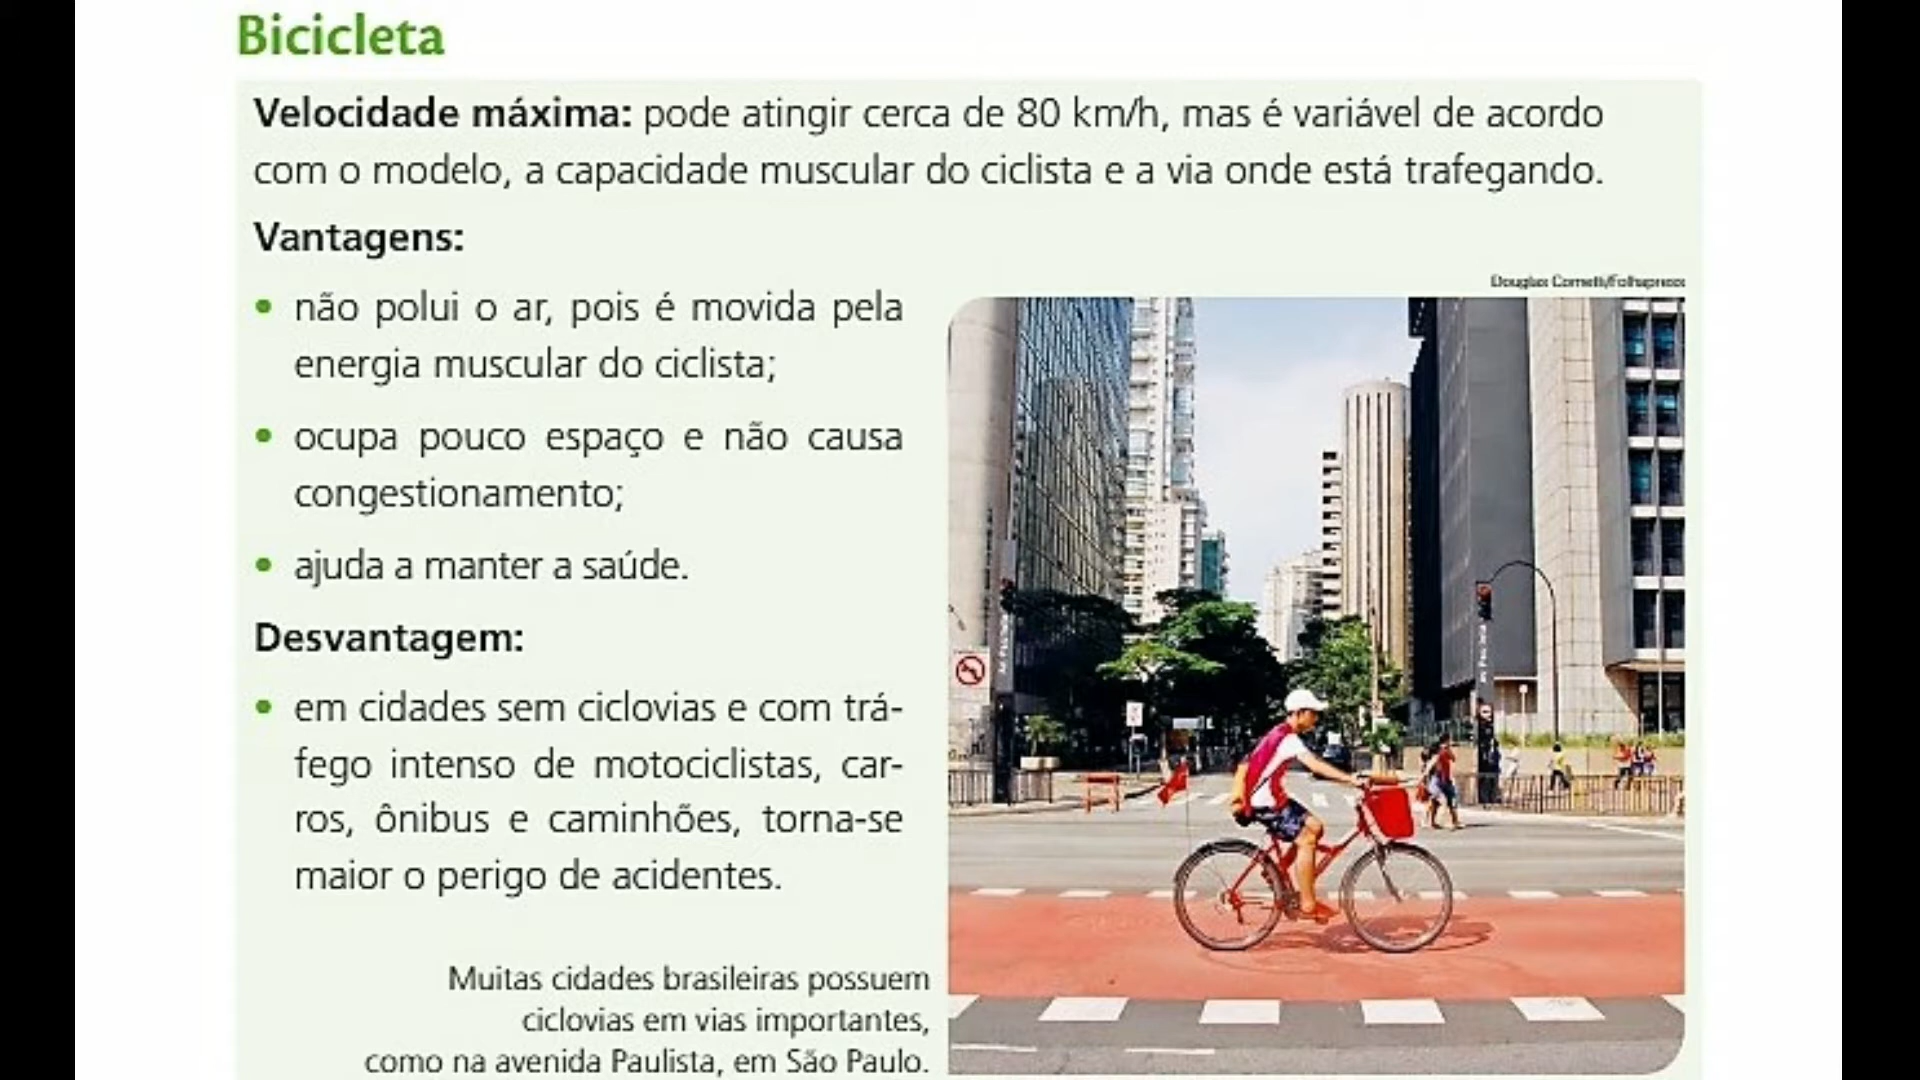 Bicicleta
Velocidade máxima: pode atingir cerca de 80 km/h, mas é variável de acordo
com o modelo, a capacidade muscular do ciclista e a via onde está trafegando.
Vantagens:
• não polui o ar, pois é movida pela
energia muscular do ciclista;
• ocupa pouco espaço e não causa
congestionamento;
• ajuda a manter a saúde.
Desvantagem:
• em cidades sem ciclovias e com trá-
fego intenso de motociclistas, car-
ros, ônibus e caminhões, torna-se
maior o perigo de acidentes.
Muitas cidades brasileiras possuem
ciclovias em vias importantes,
como na avenida Paulista, em São Paulo.
Douglas Cometti/Folhapress